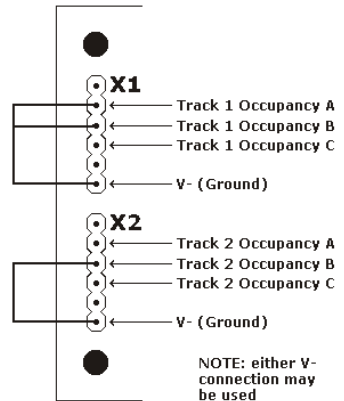 X1
Track 1 Occupancy A
Track 1 Occupancy B
Track 1 Occupancy C
V- (Ground)
X2
Track 2 Occupancy A
Track 2 Occupancy B
Track 2 Occupancy C
V- (Ground)
NOTE: either V-
connection may
be used